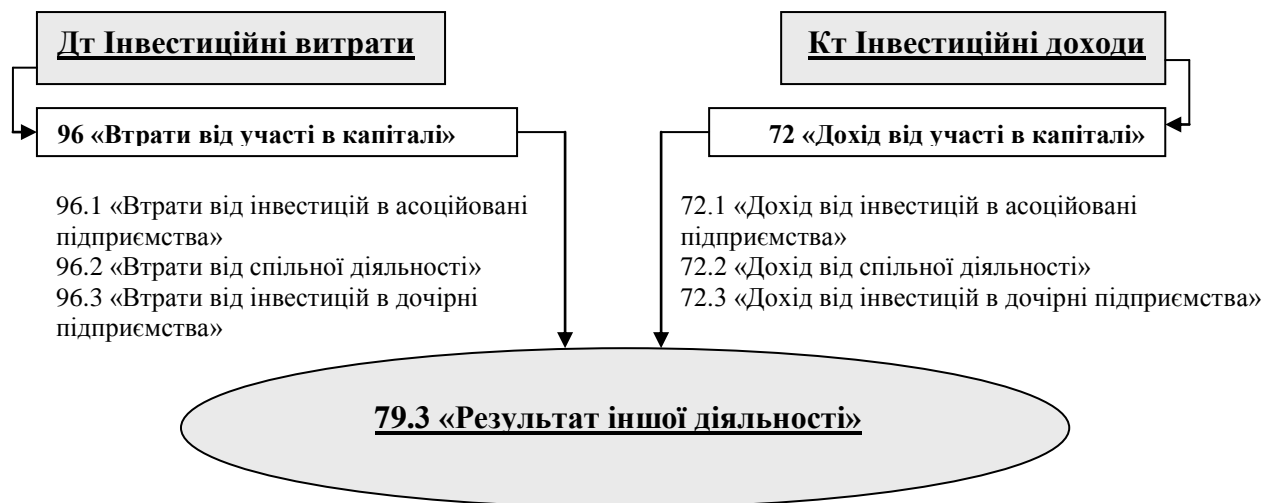 Дт Інвестиційні витрати
Кт Інвестиційні доходи
96 «Втрати від участі в капіталі»
72 «Дохід від участі в капіталі»
96.1 «Втрати від інвестицій в асоційовані
підприємства»
96.2 «Втрати від спільної діяльності»
96.3 «Втрати від інвестицій в дочірні
підприємства»
72.1 «Дохід від інвестицій в асоційовані
підприємства»
72.2 «Дохід від спільної діяльності»
72.3 «Дохід від інвестицій в дочірні підприємства»
79.3 «Результат іншої діяльності»